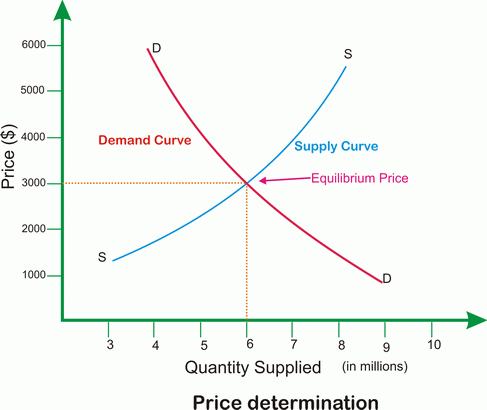 6000
D
S
5000
4000
Demand Curve
Supply Curve
Price ($)
3000
Equilibrium Price
2000
S
1000
D
3 4 5 6 7 8 9 10
Quantity Supplied (in millions)
Price determination